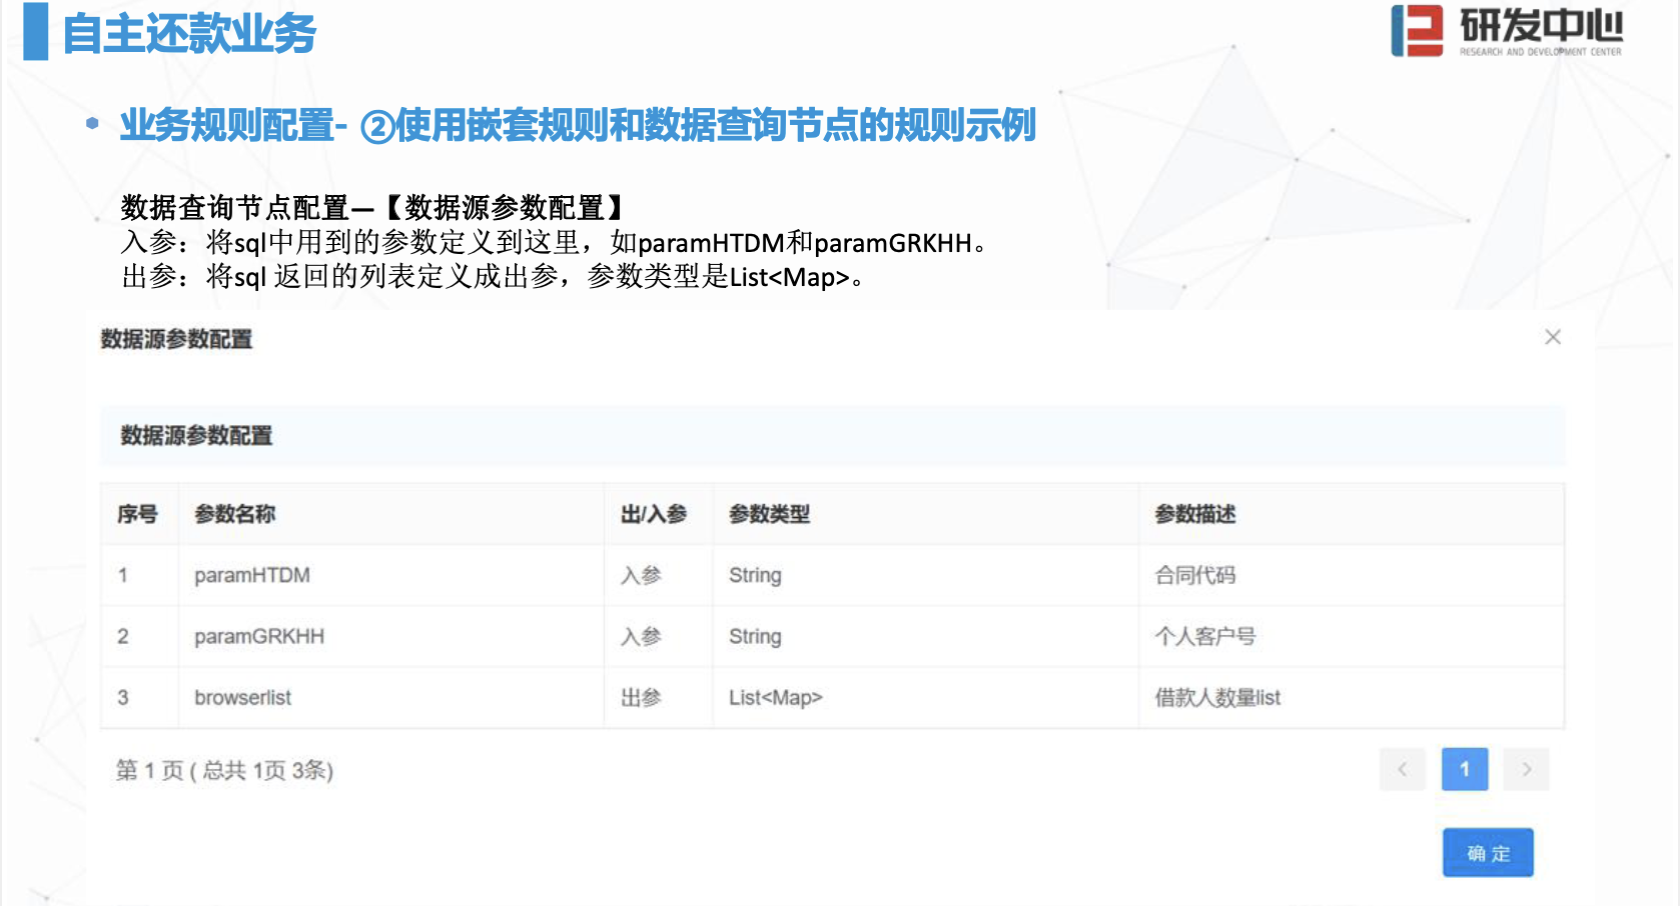 自主还款业务
研发中心
RESEARCH AND DEVELOPMENT CENTER
• 业务规则配置- ②使用嵌套规则和数据查询节点的规则示例
数据查询节点配置—【数据源参数配置】
入参：将sql中用到的参数定义到这里，如paramHTDM和paramGRKHH。
出参：将sql 返回的列表定义成出参，参数类型是List<Map>。
数据源参数配置
数据源参数配置
序号 参数名称 出/入参 参数类型 参数描述
1 paramHTDM 入参 String 合同代码
2 paramGRKHH 入参 String 个人客户号
3 browserlist 出参 List<Map> 借款人数量list
第 1 页 ( 总共 1页 3条) < 1 >
确 定